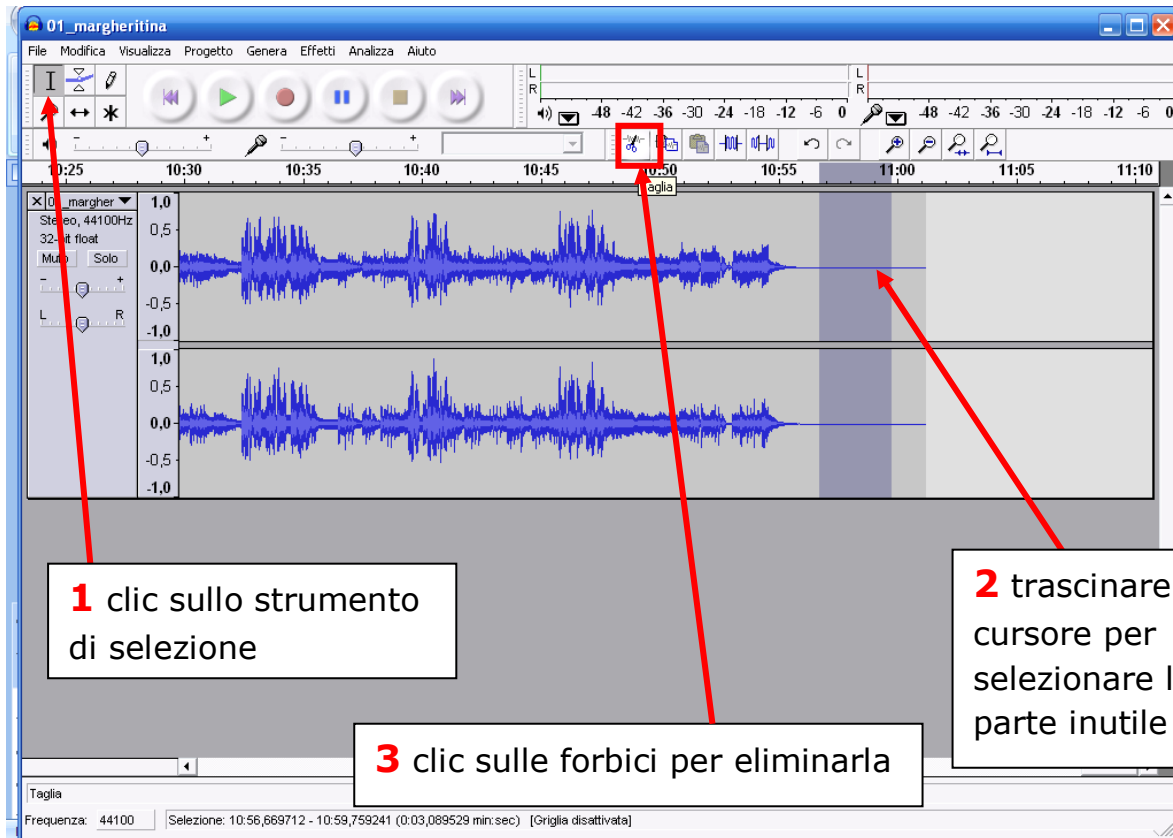 01_margheritina
File Modifica Visualizza Progetto Genera Effetti Analizza Aiuto
L
R
-48 -42 -36 -30 -24 -18 -12 -6 0
L
R
-48 -42 -36 -30 -24 -18 -12 -6 0
- +
- +
10:25 10:30 10:35 10:40 10:45 10:50 10:55 11:00 11:05 11:10
Taglia
Stereo, 44100Hz
32-bit float
Muto Solo
- +
L R
1,0
0,5
0,0
-0,5
-1,0
1,0
0,5
0,0
-0,5
-1,0
1 clic sullo strumento
di selezione
2 trascinare
cursore per
selezionare l
parte inutile
3 clic sulle forbici per eliminarla
Taglia
Frequenza: 44100 Selezione: 10:56,669712 - 10:59,759241 (0:03,089529 min:sec) [Griglia disattivata]